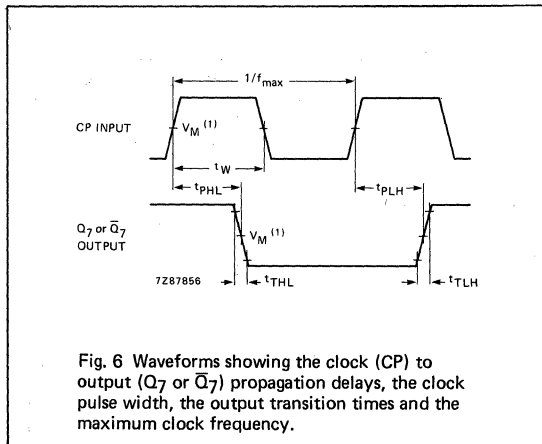 1/fmax
CP INPUT
VM (1)
tW
tPHL
tPLH
Q7 or Q̅7
OUTPUT
VM (1)
7Z87856
tTHL
tTLH
Fig. 6 Waveforms showing the clock (CP) to
output (Q7 or Q̅7) propagation delays, the clock
pulse width, the output transition times and the
maximum clock frequency.